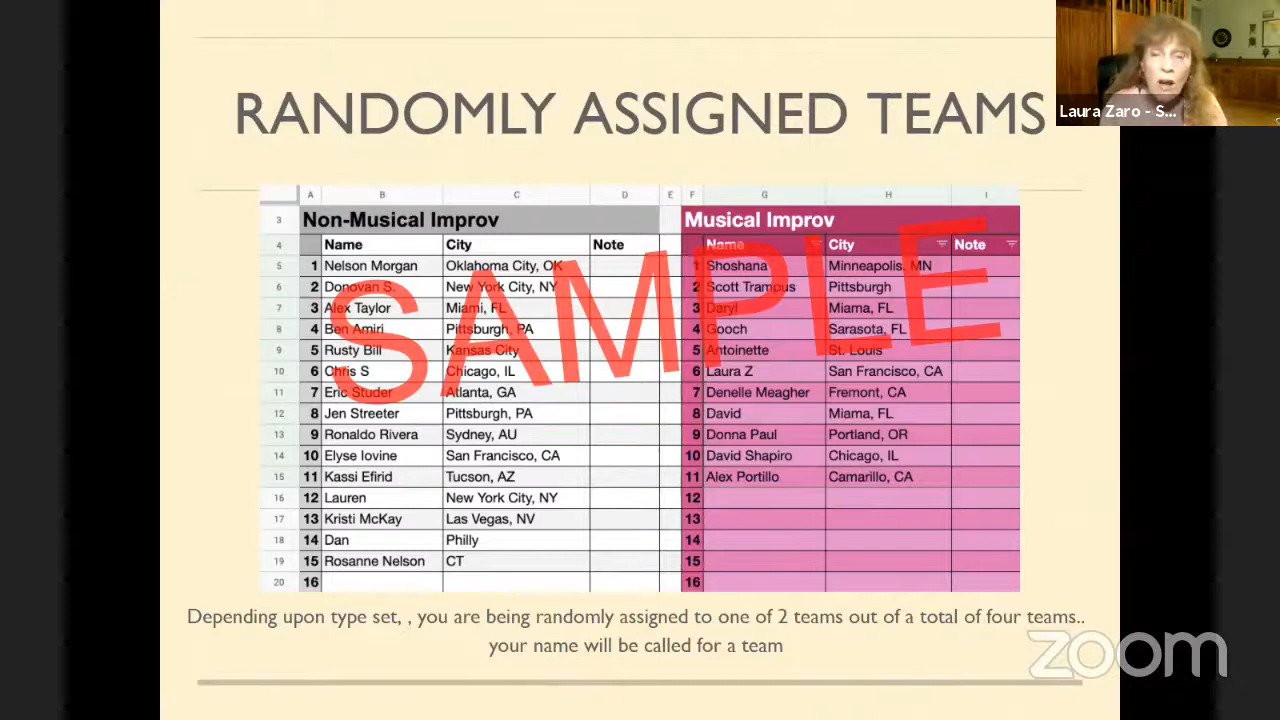 RANDOMLY ASSIGNED TEAMS
Laura Zaro - S...
A B C D E F G H I
3 Non-Musical Improv Musical Improv
4 Name City Note Name City Note
5 1 Nelson Morgan Oklahoma City, OK 1 Shoshana Minneapolis, MN
6 2 Donovan S. New York City, NY 2 Scott Trampus Pittsburgh
7 3 Alex Taylor Miami, FL 3 Daryl Miama, FL
8 4 Ben Amiri Pittsburgh, PA 4 Gooch Sarasota, FL
9 5 Rusty Bill Kansas City 5 Antoinette St. Louis
10 6 Chris S Chicago, IL 6 Laura Z San Francisco, CA
11 7 Eric Studer Atlanta, GA 7 Denelle Meagher Fremont, CA
12 8 Jen Streeter Pittsburgh, PA 8 David Miama, FL
13 9 Ronaldo Rivera Sydney, AU 9 Donna Paul Portland, OR
14 10 Elyse Iovine San Francisco, CA 10 David Shapiro Chicago, IL
15 11 Kassi Efirid Tucson, AZ 11 Alex Portillo Camarillo, CA
16 12 Lauren New York City, NY 12
17 13 Kristi McKay Las Vegas, NV 13
18 14 Dan Philly 14
19 15 Rosanne Nelson CT 15
20 16 16
SAMPLE
Depending upon type set, , you are being randomly assigned to one of 2 teams out of a total of four teams..
your name will be called for a team
zoom